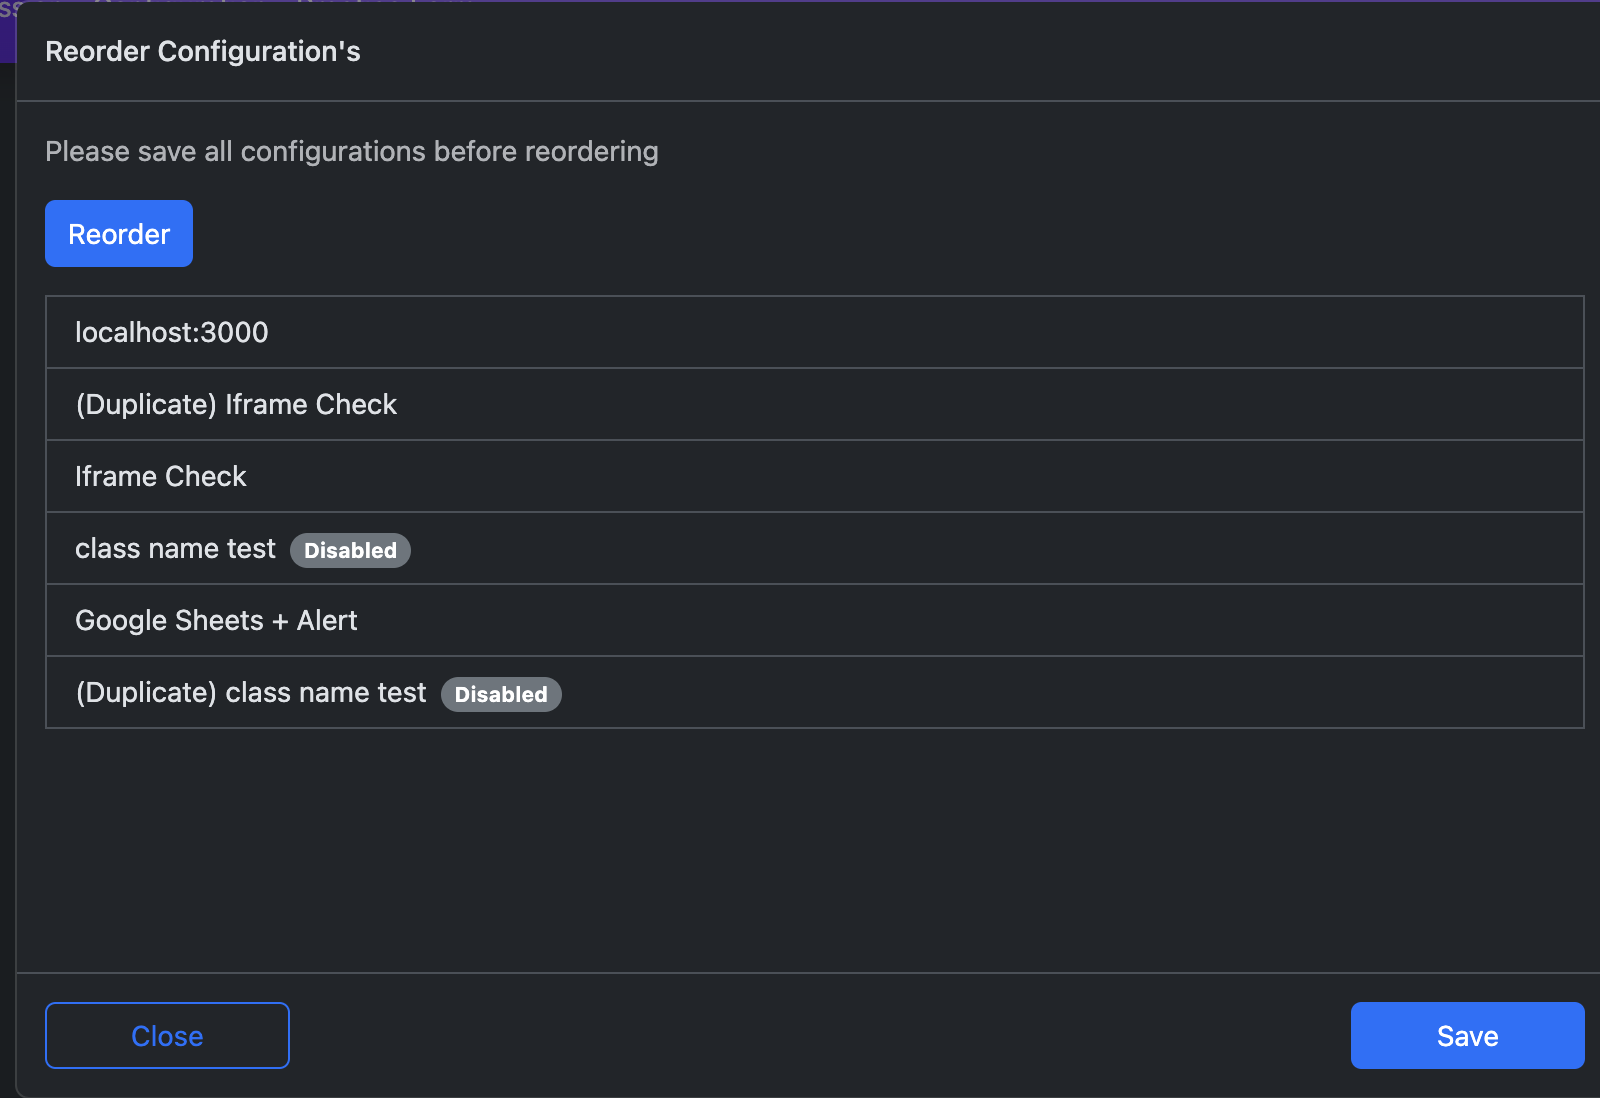 Reorder Configuration's
Please save all configurations before reordering
Reorder
localhost:3000
(Duplicate) Iframe Check
Iframe Check
class name test Disabled
Google Sheets + Alert
(Duplicate) class name test Disabled
Close Save